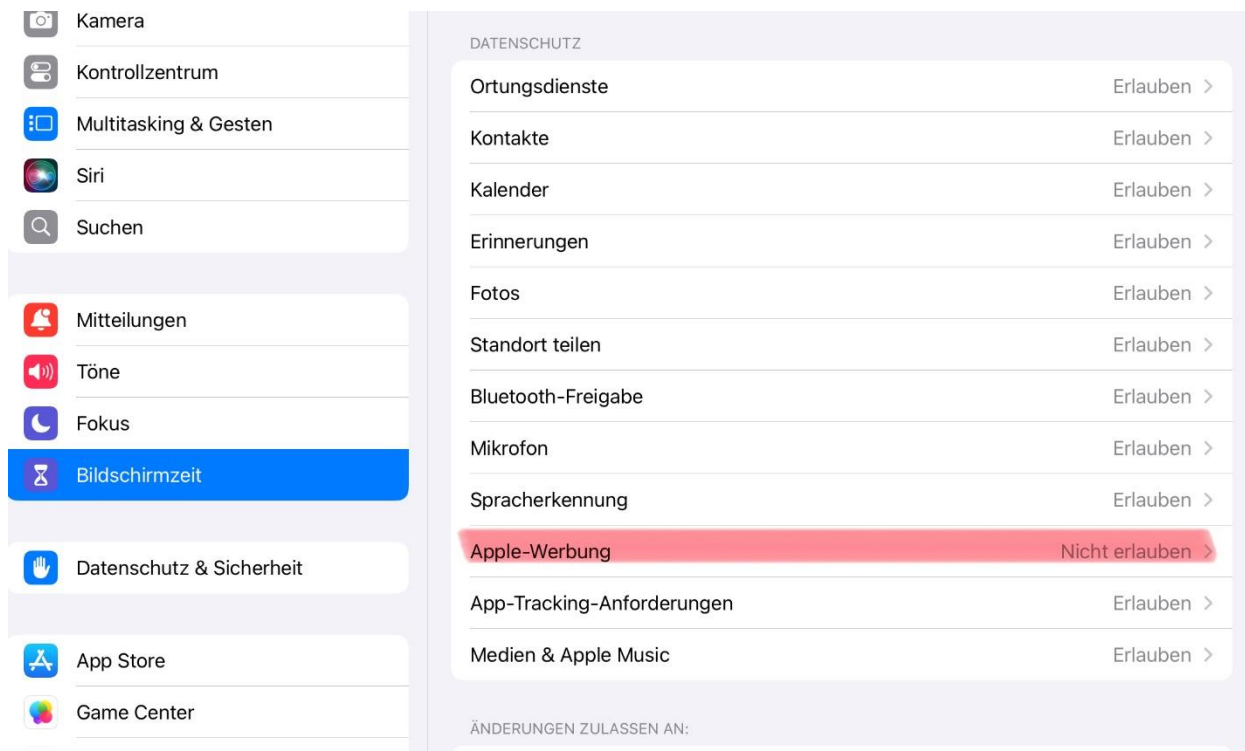 Kamera
Kontrollzentrum
Multitasking & Gesten
Siri
Suchen
Mitteilungen
Töne
Fokus
Bildschirmzeit
Datenschutz & Sicherheit
App Store
Game Center
DATENSCHUTZ
Ortungsdienste Erlauben
Kontakte Erlauben
Kalender Erlauben
Erinnerungen Erlauben
Fotos Erlauben
Standort teilen Erlauben
Bluetooth-Freigabe Erlauben
Mikrofon Erlauben
Spracherkennung Erlauben
Apple-Werbung Nicht erlauben
App-Tracking-Anforderungen Erlauben
Medien & Apple Music Erlauben
ÄNDERUNGEN ZULASSEN AN: